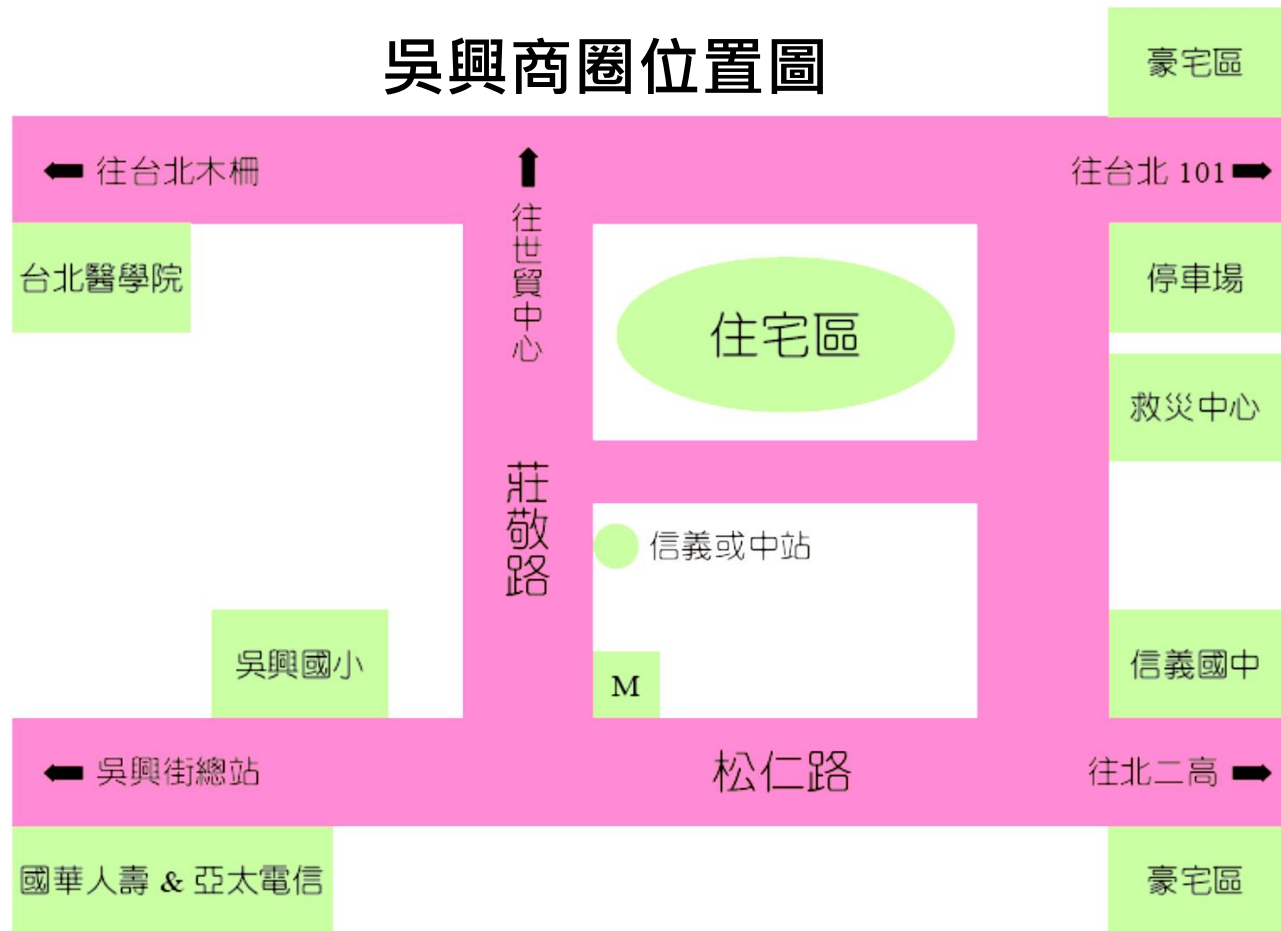 吳興商圈位置圖
豪宅區
往台北木柵
往世貿中心
往台北 101
台北醫學院
住宅區
停車場
救災中心
莊敬路
信義或中站
吳興國小
M
信義國中
吳興街總站
松仁路
往北二高
國華人壽 & 亞太電信
豪宅區